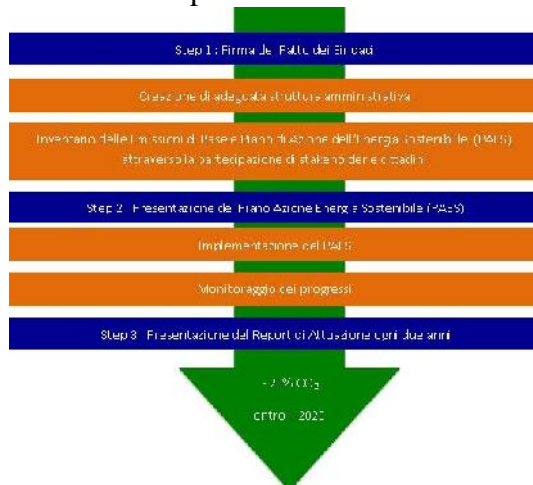 Step 1: Firma del Patto dei Sindaci
Creazione di adeguata struttura amministrativa
Inventario delle Emissioni di Base e Piano di Azione dell'Energia Sostenibile (PAES)
attraverso la partecipazione di stakeholder e cittadini
Step 2: Presentazione del Piano Azione Energia Sostenibile (PAES)
Implementazione del PAES
Monitoraggio dei progressi
Step 3: Presentazione del Report di Attuazione ogni due anni
CO₂
entro